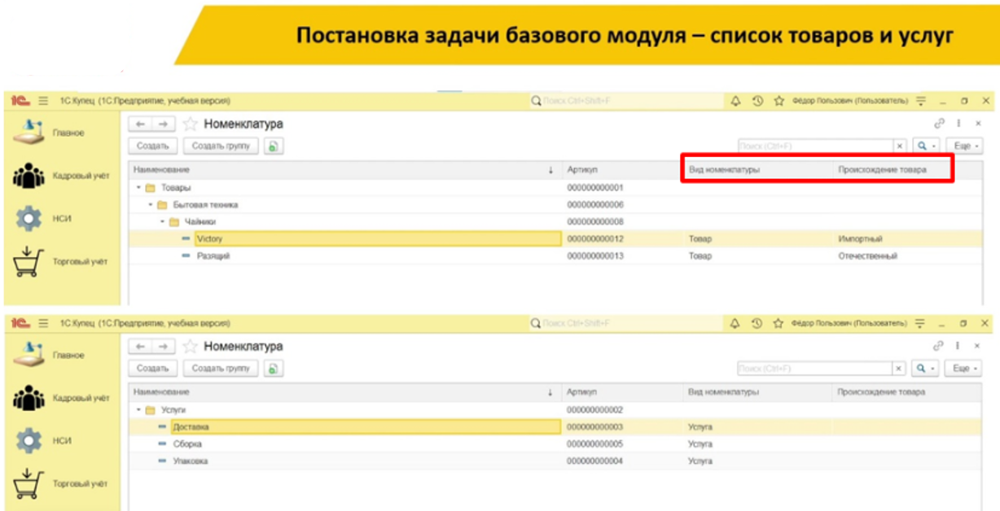 Постановка задачи базового модуля – список товаров и услуг
1С:Купец (1С:Предприятие, учебная версия) Поиск Ctrl+Shift+F Фёдор Пользович (Пользователь)
Главное
Кадровый учёт
НСИ
Торговый учёт
Номенклатура
Создать Создать группу Поиск (Ctrl+F) × Еще
Наименование ↓ Артикул Вид номенклатуры Происхождение товара
Товары 000000000001
Бытовая техника 000000000006
Чайники 000000000008
Victory 000000000012 Товар Импортный
Разящий 000000000013 Товар Отечественный
1С:Купец (1С:Предприятие, учебная версия) Поиск Ctrl+Shift+F Фёдор Пользович (Пользователь)
Главное
Кадровый учёт
НСИ
Торговый учёт
Номенклатура
Создать Создать группу Поиск (Ctrl+F) × Еще
Наименование ↓ Артикул Вид номенклатуры Происхождение товара
Услуги 000000000002
Доставка 000000000003 Услуга
Сборка 000000000005 Услуга
Упаковка 000000000004 Услуга